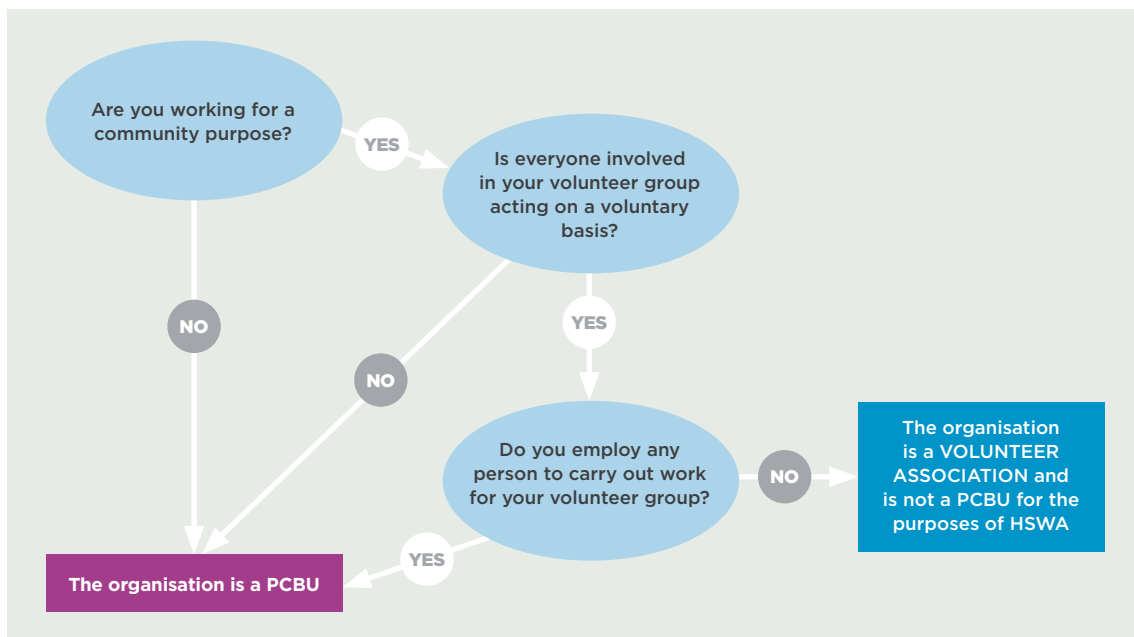 Are you working for a
community purpose?
YES
Is everyone involved
in your volunteer group
acting on a voluntary
basis?
NO
YES
NO
Do you employ any
person to carry out work
for your volunteer group?
NO
The organisation
is a VOLUNTEER
ASSOCIATION and
is not a PCBU for the
purposes of HSWA
YES
The organisation is a PCBU